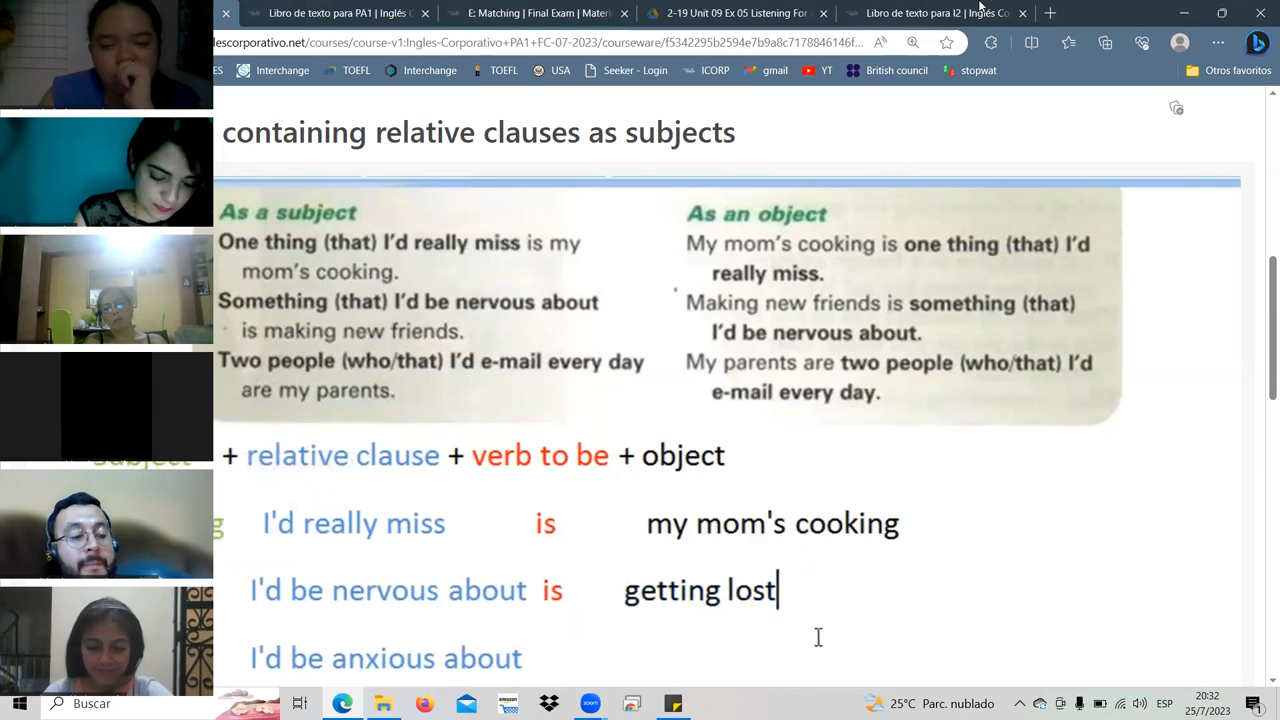 Libro de texto para PA1 | Inglés C
E: Matching | Final Exam | Materi
2-19 Unit 09 Ex 05 Listening For
Libro de texto para I2 | Inglés Co
lescorporativo.net/courses/course-v1:Ingles-Corporativo+PA1+FC-07-2023/courseware/f5342295b2594e7b9a8c7178846146f...
ES
Interchange
TOEFL
Interchange
TOEFL
USA
Seeker - Login
ICORP
gmail
YT
British council
stopwat
Otros favoritos
containing relative clauses as subjects
As a subject
One thing (that) I'd really miss is my
mom's cooking.
Something (that) I'd be nervous about
is making new friends.
Two people (who/that) I'd e-mail every day
are my parents.
As an object
My mom's cooking is one thing (that) I'd
really miss.
Making new friends is something (that)
I'd be nervous about.
My parents are two people (who/that) I'd
e-mail every day.
Subject + relative clause + verb to be + object
g I'd really miss is my mom's cooking
I'd be nervous about is getting lost
I'd be anxious about
Buscar
amazon
zoom
25°C Parc. nublado
ESP
20:32
25/7/2023